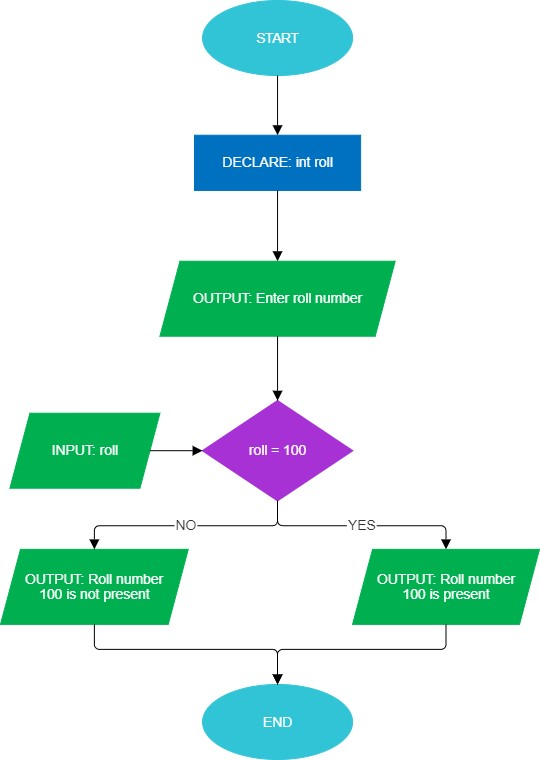 START
DECLARE: int roll
OUTPUT: Enter roll number
INPUT: roll
roll = 100
NO
YES
OUTPUT: Roll number
100 is not present
OUTPUT: Roll number
100 is present
END